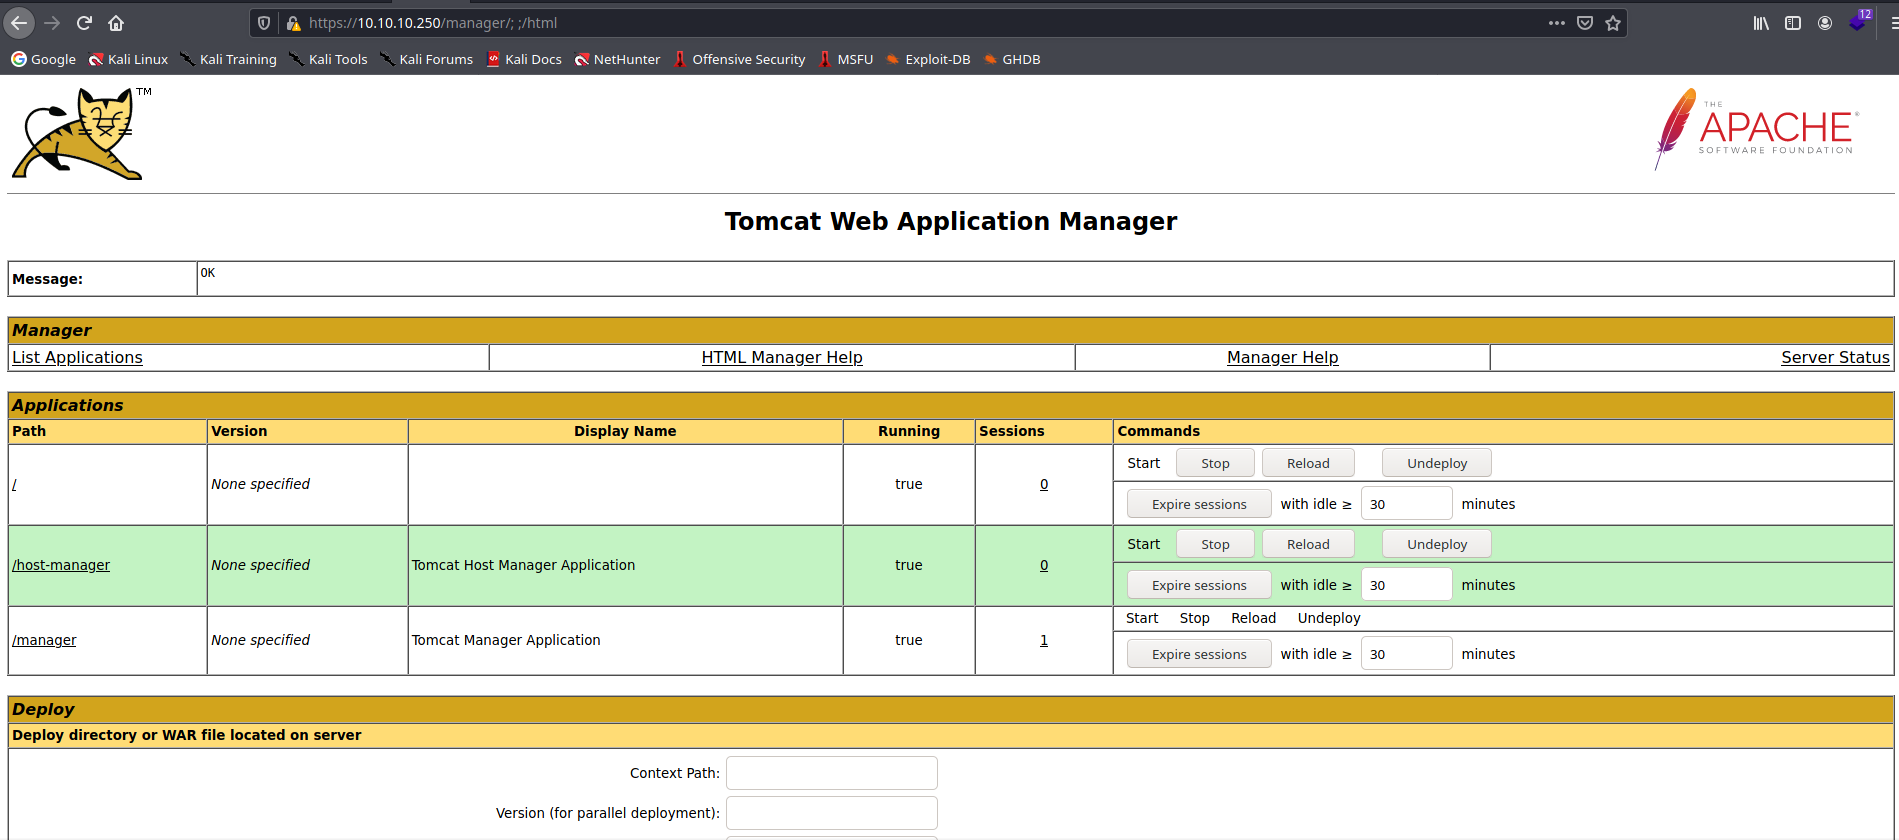 https://10.10.10.250/manager/; ;/html
12
Google Kali Linux Kali Training Kali Tools Kali Forums Kali Docs NetHunter Offensive Security MSFU Exploit-DB GHDB
TM
THE
APACHE®
SOFTWARE FOUNDATION
Tomcat Web Application Manager
Message: OK
Manager
List Applications HTML Manager Help Manager Help Server Status
Applications
Path Version Display Name Running Sessions Commands
Start Stop Reload Undeploy
/ None specified true 0
Expire sessions with idle ≥ 30 minutes
Start Stop Reload Undeploy
/host-manager None specified Tomcat Host Manager Application true 0
Expire sessions with idle ≥ 30 minutes
Start Stop Reload Undeploy
/manager None specified Tomcat Manager Application true 1
Expire sessions with idle ≥ 30 minutes
Deploy
Deploy directory or WAR file located on server
Context Path:
Version (for parallel deployment):